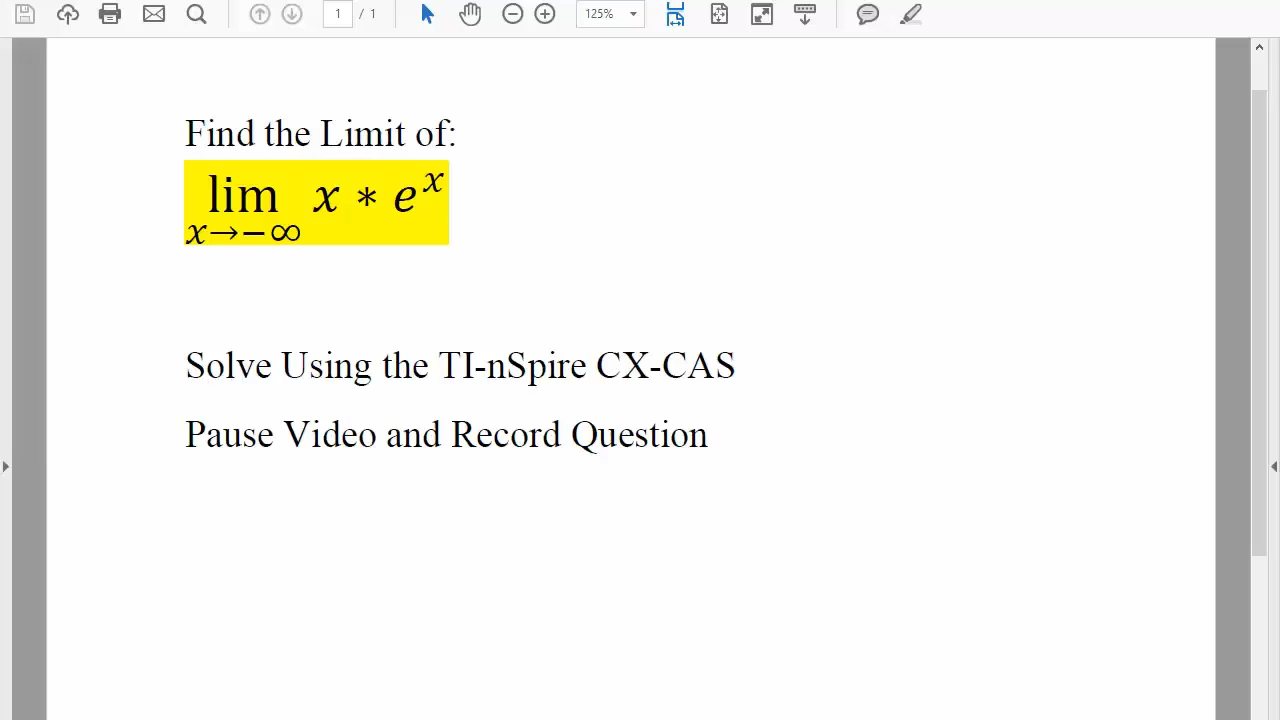 1 / 1 125%
Find the Limit of:
lim x * e^x
x→−∞
Solve Using the TI-nSpire CX-CAS
Pause Video and Record Question